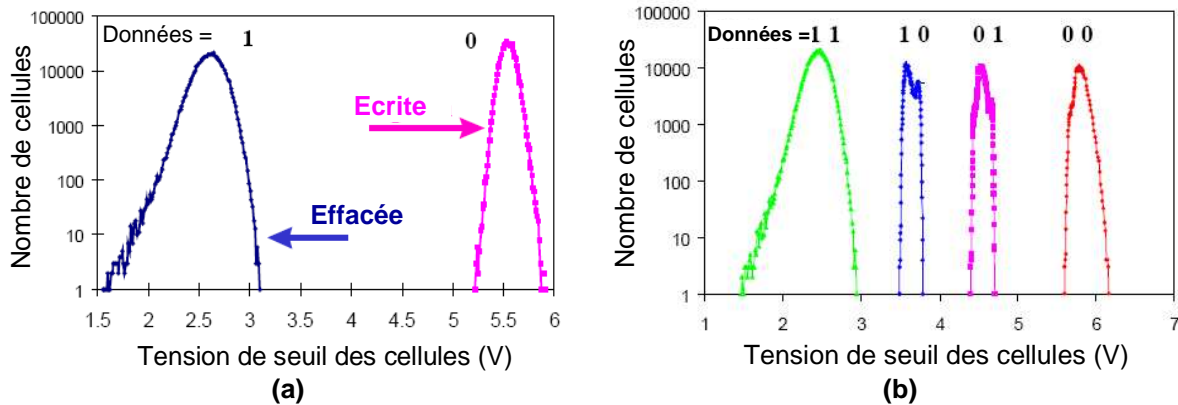 Nombre de cellules
100000
10000
1000
100
10
1
Données = 1
0
Ecrite
Effacée
1.5 2 2.5 3 3.5 4 4.5 5 5.5 6
Tension de seuil des cellules (V)
(a)
Nombre de cellules
100000
10000
1000
100
10
1
Données =1 1 1 0 0 1 0 0
1 2 3 4 5 6 7
Tension de seuil des cellules (V)
(b)